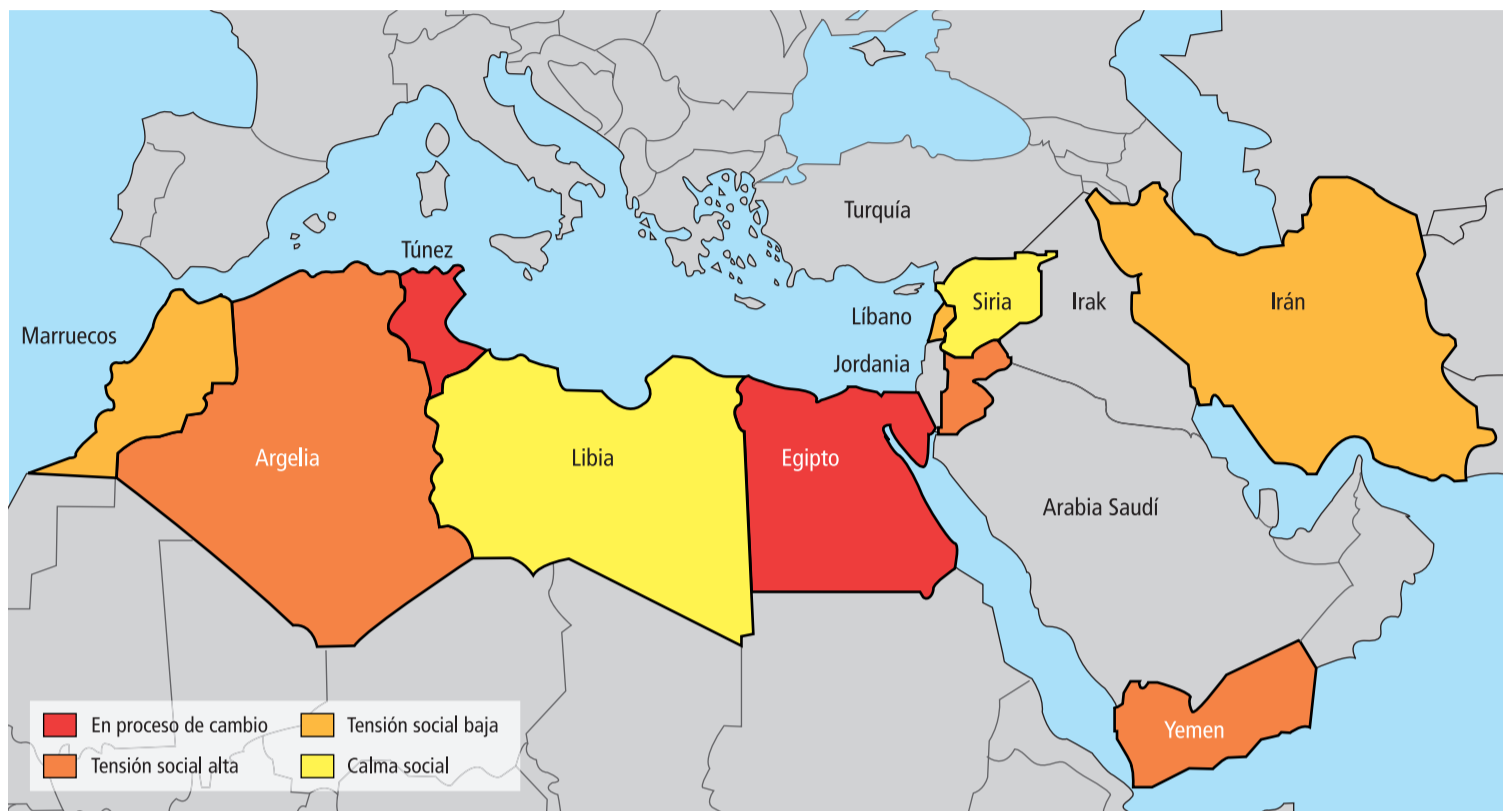 Turquía
Túnez
Líbano
Siria
Irak
Irán
Marruecos
Jordania
Argelia
Libia
Egipto
Arabia Saudí
Yemen
En proceso de cambio
Tensión social baja
Tensión social alta
Calma social